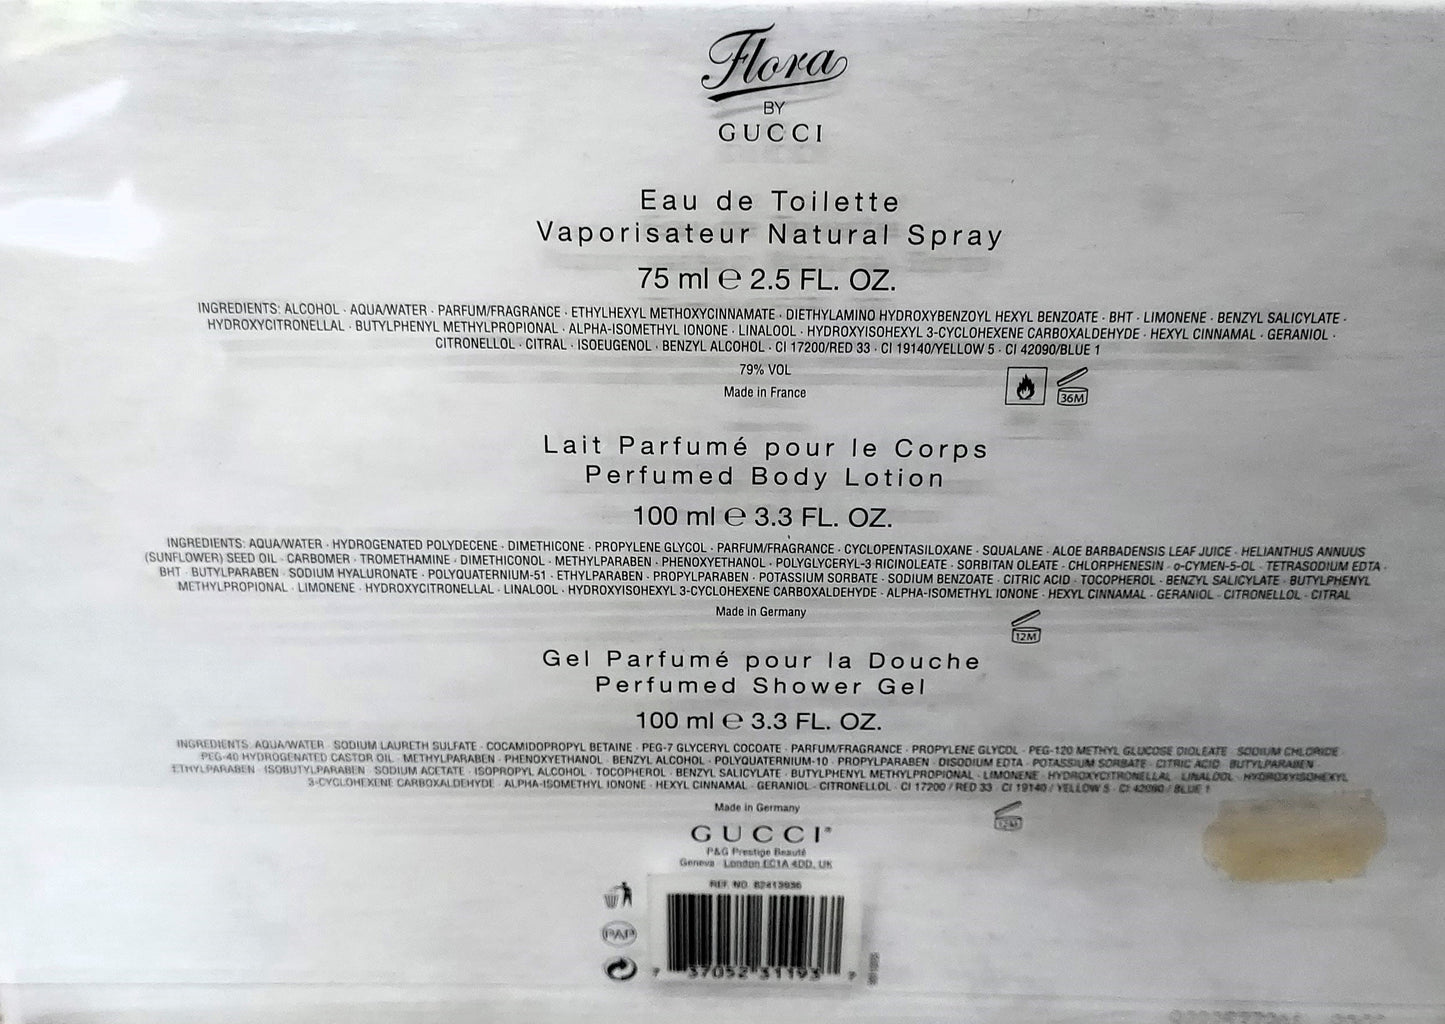 Flora
BY
GUCCI
Eau de Toilette
Vaporisateur Natural Spray
75 ml ℮ 2.5 FL. OZ.
INGREDIENTS: ALCOHOL · AQUA/WATER · PARFUM/FRAGRANCE · ETHYLHEXYL METHOXYCINNAMATE · DIETHYLAMINO HYDROXYBENZOYL HEXYL BENZOATE · BHT · LIMONENE · BENZYL SALICYLATE ·
HYDROXYCITRONELLAL · BUTYLPHENYL METHYLPROPIONAL · ALPHA-ISOMETHYL IONONE · LINALOOL · HYDROXYISOHEXYL 3-CYCLOHEXENE CARBOXALDEHYDE · HEXYL CINNAMAL · GERANIOL ·
CITRONELLOL · CITRAL · ISOEUGENOL · BENZYL ALCOHOL · CI 17200/RED 33 · CI 19140/YELLOW 5 · CI 42090/BLUE 1
79% VOL
Made in France
36M
Lait Parfumé pour le Corps
Perfumed Body Lotion
100 ml ℮ 3.3 FL. OZ.
INGREDIENTS: AQUA/WATER · HYDROGENATED POLYDECENE · DIMETHICONE · PROPYLENE GLYCOL · PARFUM/FRAGRANCE · CYCLOPENTASILOXANE · SQUALANE · ALOE BARBADENSIS LEAF JUICE · HELIANTHUS ANNUUS
(SUNFLOWER) SEED OIL · CARBOMER · TROMETHAMINE · DIMETHICONOL · METHYLPARABEN · PHENOXYETHANOL · POLYGLYCERYL-3 RICINOLEATE · SORBITAN OLEATE · CHLORPHENESIN · o-CYMEN-5-OL · TETRASODIUM EDTA ·
BHT · BUTYLPARABEN · SODIUM HYALURONATE · POLYQUATERNIUM-51 · ETHYLPARABEN · PROPYLPARABEN · POTASSIUM SORBATE · SODIUM BENZOATE · CITRIC ACID · TOCOPHEROL · BENZYL SALICYLATE · BUTYLPHENYL
METHYLPROPIONAL · LIMONENE · HYDROXYCITRONELLAL · LINALOOL · HYDROXYISOHEXYL 3-CYCLOHEXENE CARBOXALDEHYDE · ALPHA-ISOMETHYL IONONE · HEXYL CINNAMAL · GERANIOL · CITRONELLOL · CITRAL
Made in Germany
12M
Gel Parfumé pour la Douche
Perfumed Shower Gel
100 ml ℮ 3.3 FL. OZ.
INGREDIENTS: AQUA/WATER · SODIUM LAURETH SULFATE · COCAMIDOPROPYL BETAINE · PEG-7 GLYCERYL COCOATE · PARFUM/FRAGRANCE · PROPYLENE GLYCOL · PEG-120 METHYL GLUCOSE DIOLEATE · SODIUM CHLORIDE ·
PEG-40 HYDROGENATED CASTOR OIL · METHYLPARABEN · PHENOXYETHANOL · BENZYL ALCOHOL · POLYQUATERNIUM-10 · PROPYLPARABEN · DISODIUM EDTA · POTASSIUM SORBATE · CITRIC ACID · BUTYLPARABEN ·
ETHYLPARABEN · ISOBUTYLPARABEN · SODIUM ACETATE · ISOPROPYL ALCOHOL · TOCOPHEROL · BENZYL SALICYLATE · BUTYLPHENYL METHYLPROPIONAL · LIMONENE · HYDROXYCITRONELLAL · LINALOOL · HYDROXYISOHEXYL
3-CYCLOHEXENE CARBOXALDEHYDE · ALPHA-ISOMETHYL IONONE · HEXYL CINNAMAL · GERANIOL · CITRONELLOL · CI 17200 / RED 33 · CI 19140 / YELLOW 5 · CI 42090 / BLUE 1
Made in Germany
12M
GUCCI®
P&G Prestige Beauté
Geneva · London EC1A 4DD, UK
REF. NO. 82413936
PAP
7 37052 31193 7